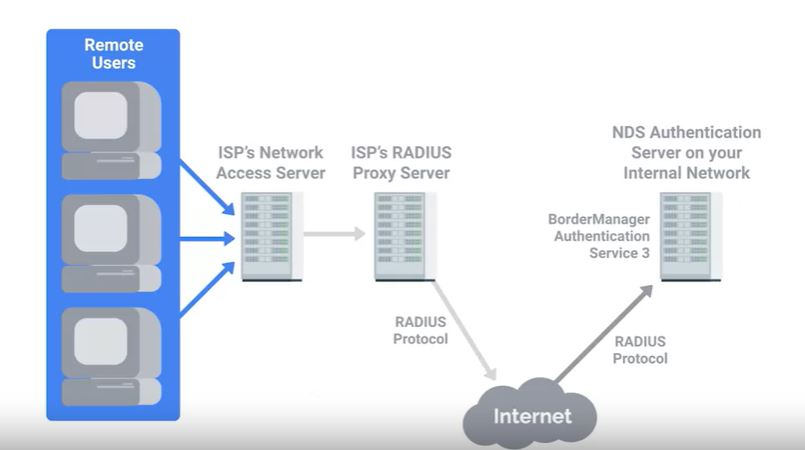 Remote
Users
ISP's Network
Access Server
ISP's RADIUS
Proxy Server
NDS Authentication
Server on your
Internal Network
BorderManager
Authentication
Service 3
RADIUS
Protocol
RADIUS
Protocol
Internet